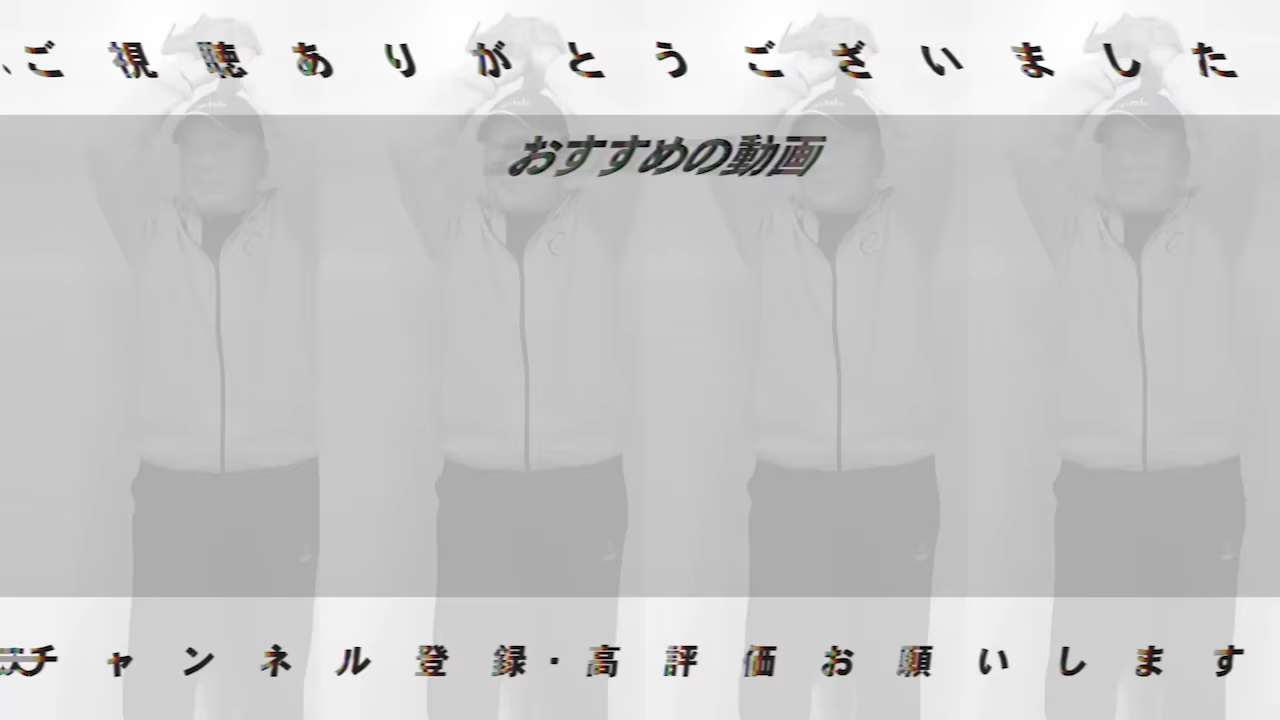 ご視聴ありがとうございました
おすすめの動画
チャンネル登録・高評価お願いします